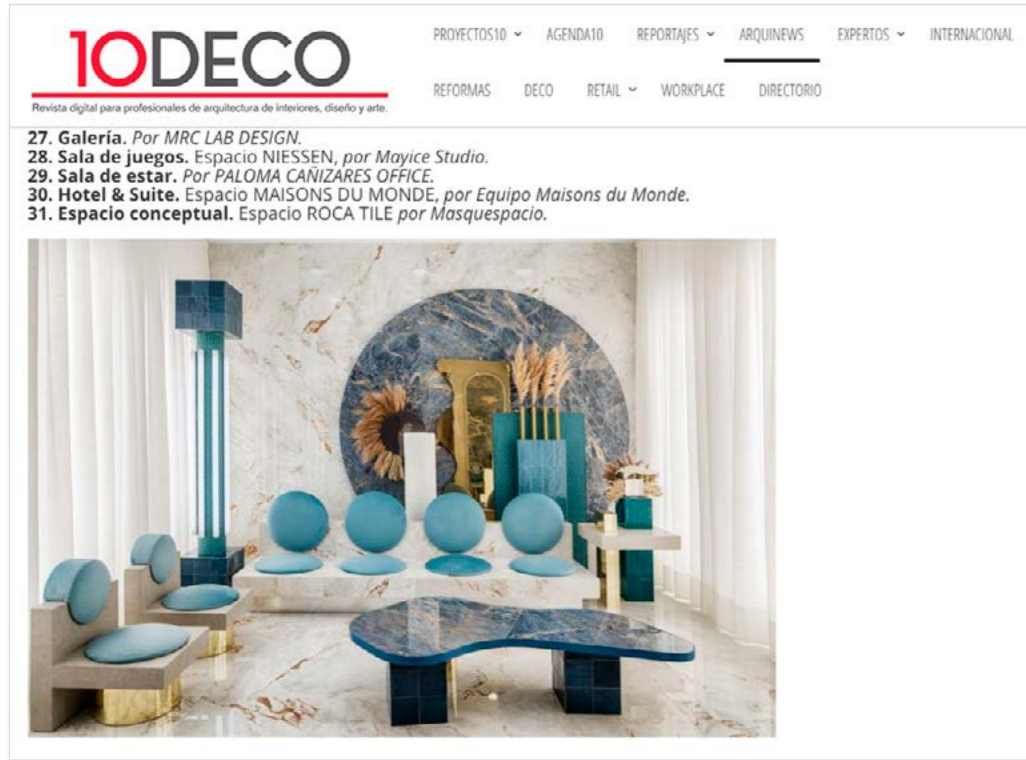 10DECO
Revista digital para profesionales de arquitectura de interiores, diseño y arte.
PROYECTOS10 AGENDA10 REPORTAJES ARQUINEWS EXPERTOS INTERNACIONAL
REFORMAS DECO RETAIL WORKPLACE DIRECTORIO
27. Galería. Por MRC LAB DESIGN.
28. Sala de juegos. Espacio NIESSEN, por Mayice Studio.
29. Sala de estar. Por PALOMA CAÑIZARES OFFICE.
30. Hotel & Suite. Espacio MAISONS DU MONDE, por Equipo Maisons du Monde.
31. Espacio conceptual. Espacio ROCA TILE por Masquespacio.